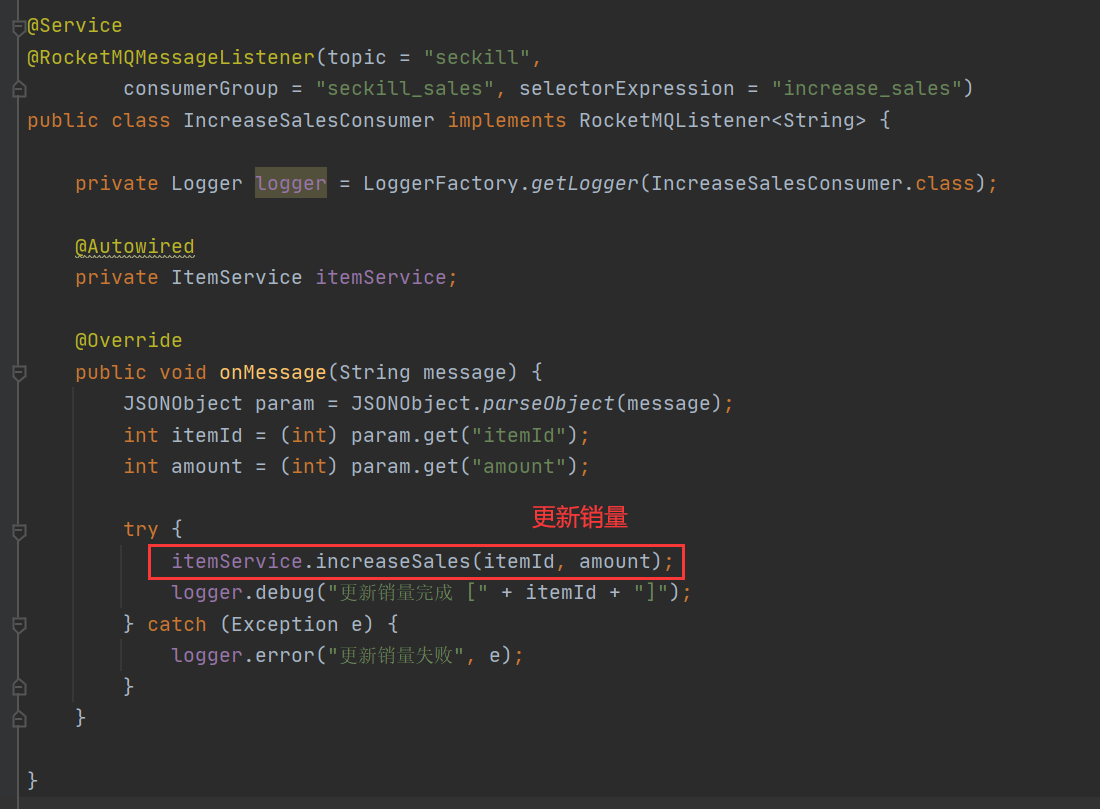 @Service
@RocketMQMessageListener(topic = "seckill",
consumerGroup = "seckill_sales", selectorExpression = "increase_sales")
public class IncreaseSalesConsumer implements RocketMQListener<String> {
private Logger logger = LoggerFactory.getLogger(IncreaseSalesConsumer.class);
@Autowired
private ItemService itemService;
@Override
public void onMessage(String message) {
JSONObject param = JSONObject.parseObject(message);
int itemId = (int) param.get("itemId");
int amount = (int) param.get("amount");
更新销量
try {
itemService.increaseSales(itemId, amount);
logger.debug("更新销量完成 [" + itemId + "]");
} catch (Exception e) {
logger.error("更新销量失败", e);
}
}
}